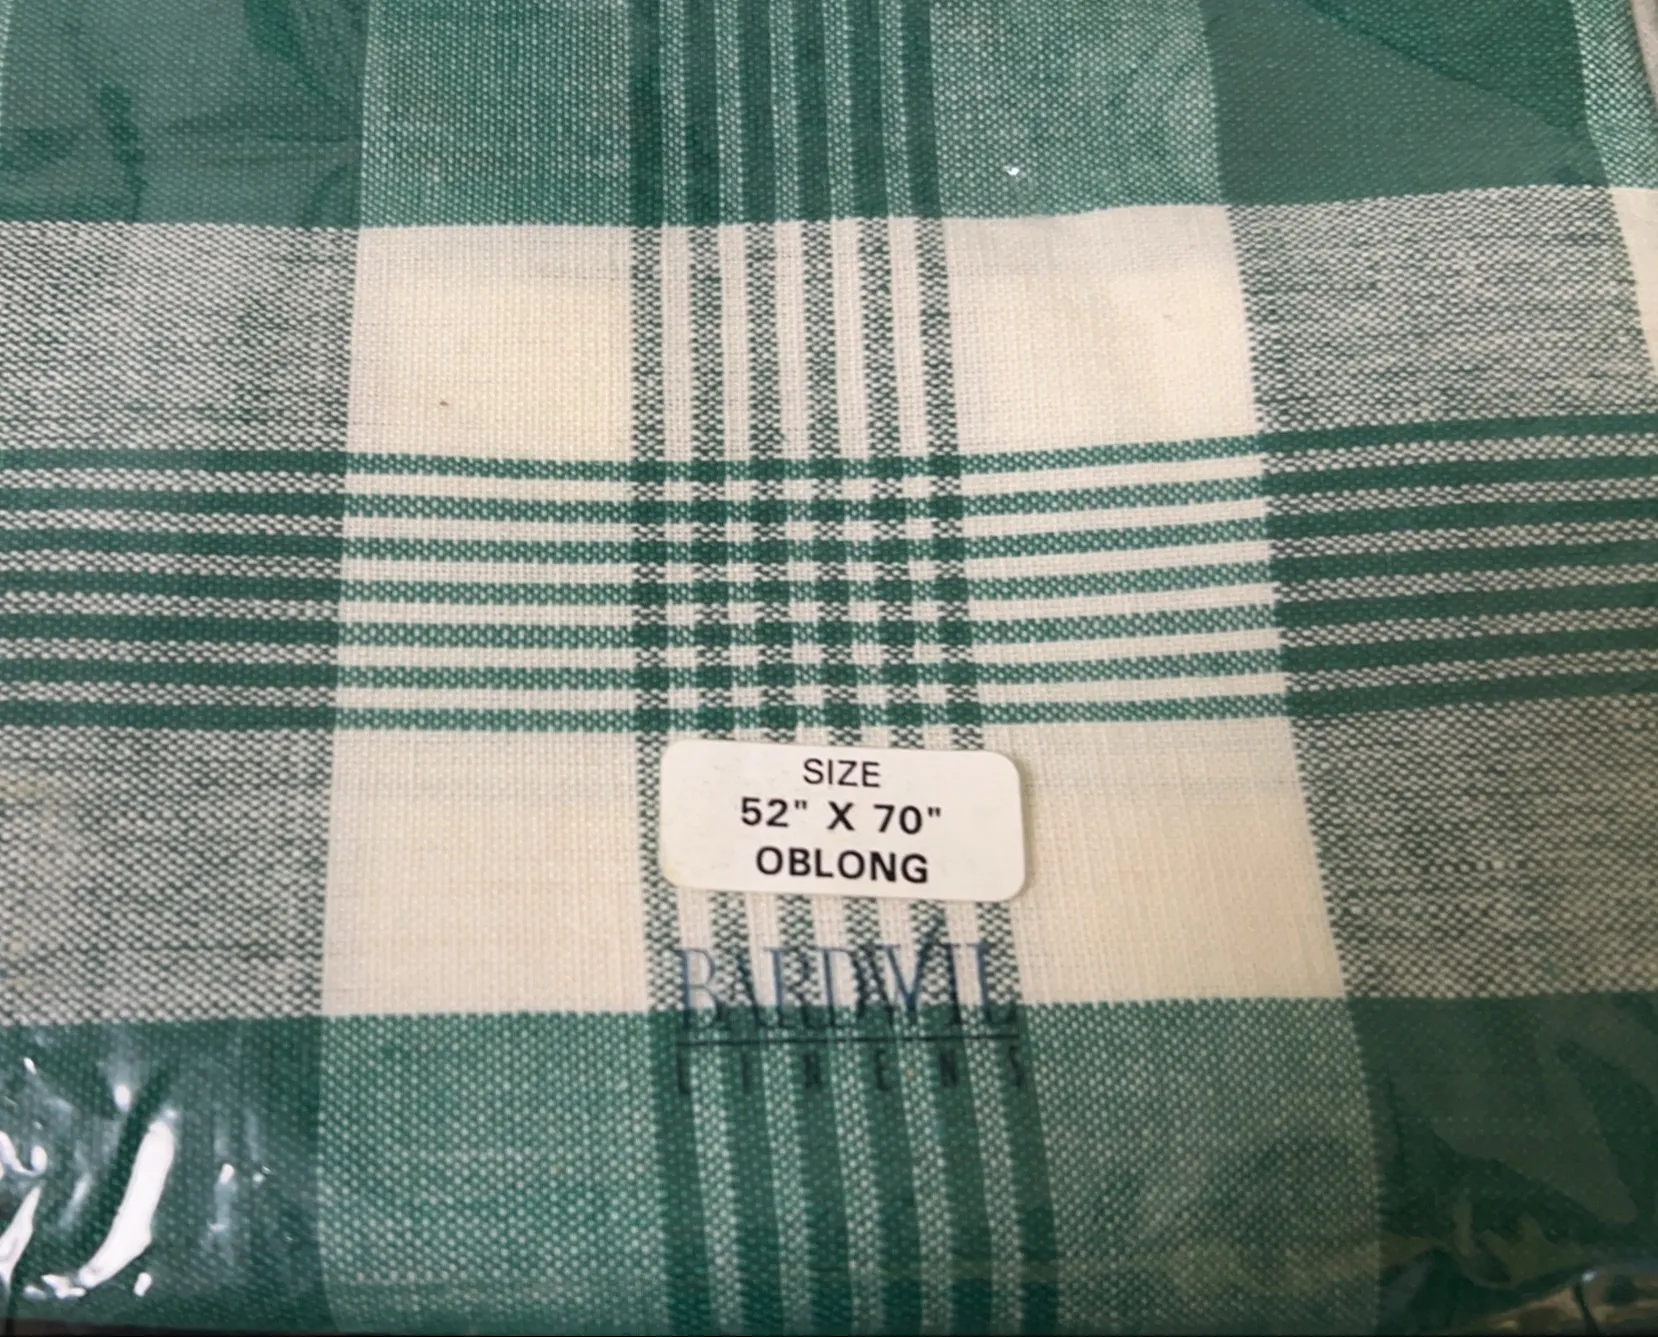 SIZE
52" X 70"
OBLONG
BARDWIL
LINENS